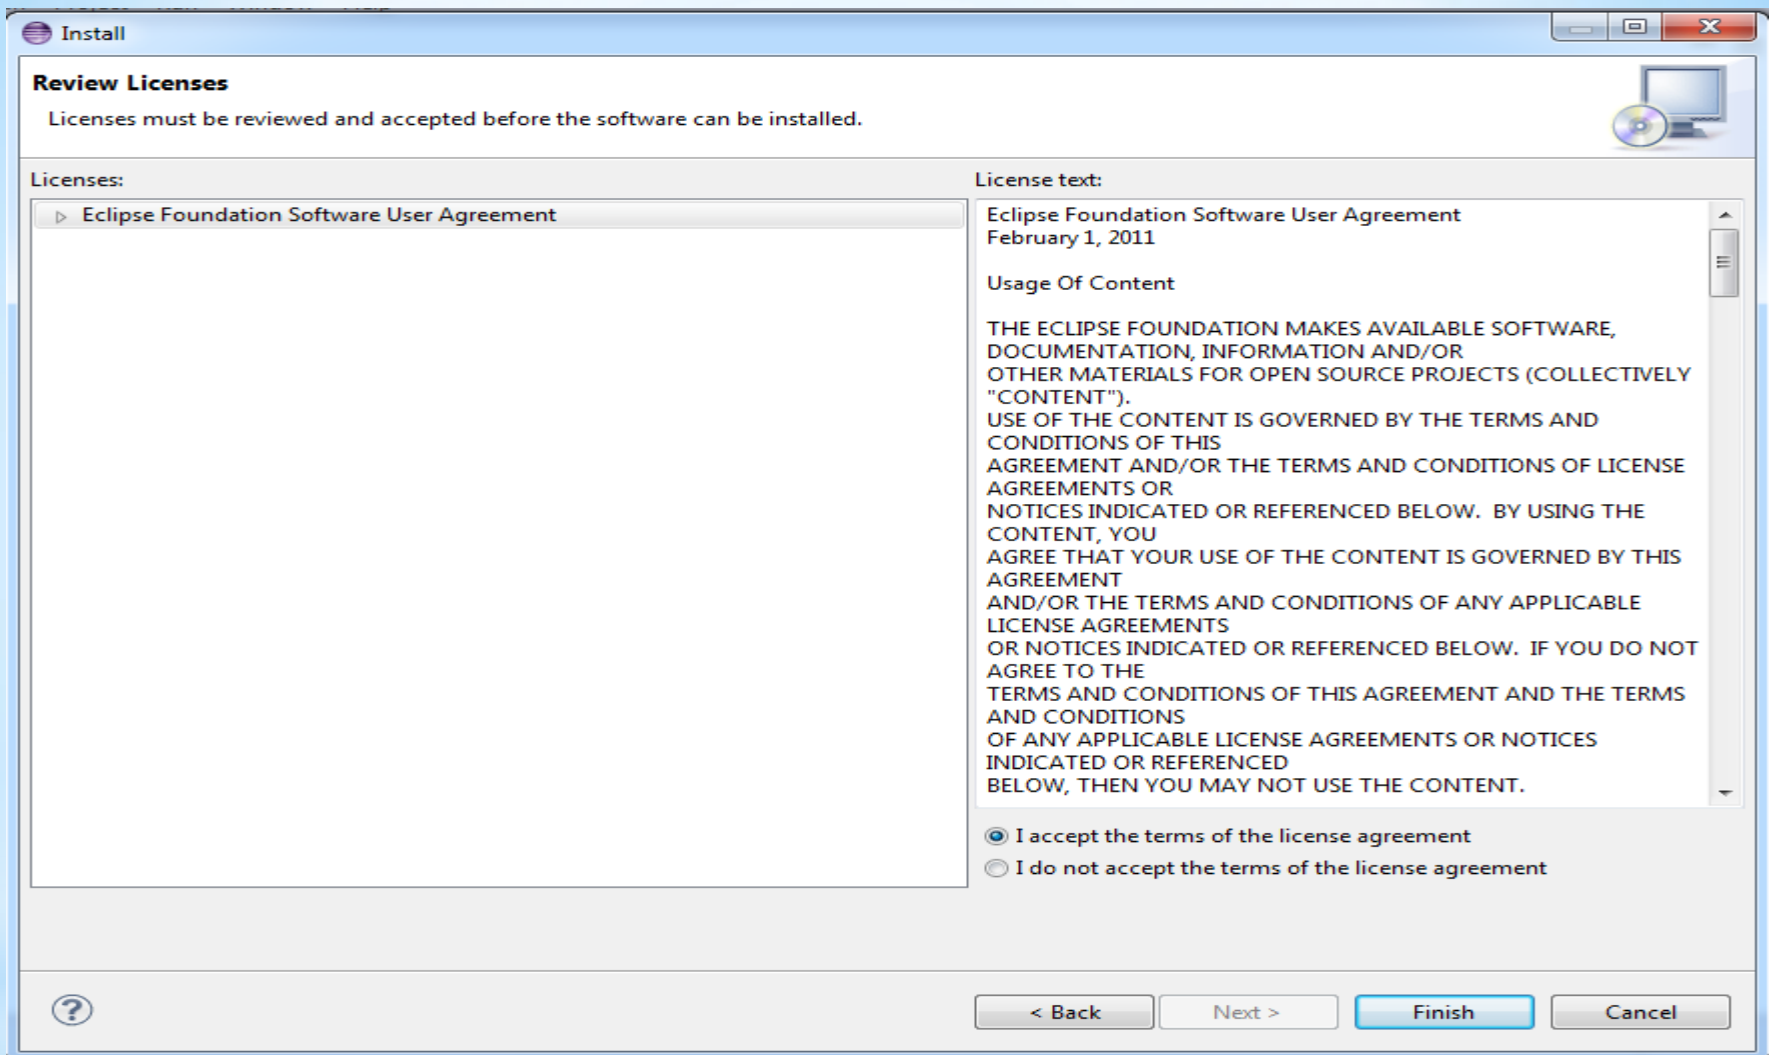 Install
Review Licenses
Licenses must be reviewed and accepted before the software can be installed.
Licenses:
Eclipse Foundation Software User Agreement
License text:
Eclipse Foundation Software User Agreement
February 1, 2011
Usage Of Content
THE ECLIPSE FOUNDATION MAKES AVAILABLE SOFTWARE,
DOCUMENTATION, INFORMATION AND/OR
OTHER MATERIALS FOR OPEN SOURCE PROJECTS (COLLECTIVELY
"CONTENT").
USE OF THE CONTENT IS GOVERNED BY THE TERMS AND
CONDITIONS OF THIS
AGREEMENT AND/OR THE TERMS AND CONDITIONS OF LICENSE
AGREEMENTS OR
NOTICES INDICATED OR REFERENCED BELOW.  BY USING THE
CONTENT, YOU
AGREE THAT YOUR USE OF THE CONTENT IS GOVERNED BY THIS
AGREEMENT
AND/OR THE TERMS AND CONDITIONS OF ANY APPLICABLE
LICENSE AGREEMENTS
OR NOTICES INDICATED OR REFERENCED BELOW.  IF YOU DO NOT
AGREE TO THE
TERMS AND CONDITIONS OF THIS AGREEMENT AND THE TERMS
AND CONDITIONS
OF ANY APPLICABLE LICENSE AGREEMENTS OR NOTICES
INDICATED OR REFERENCED
BELOW, THEN YOU MAY NOT USE THE CONTENT.
I accept the terms of the license agreement
I do not accept the terms of the license agreement
< Back
Next >
Finish
Cancel